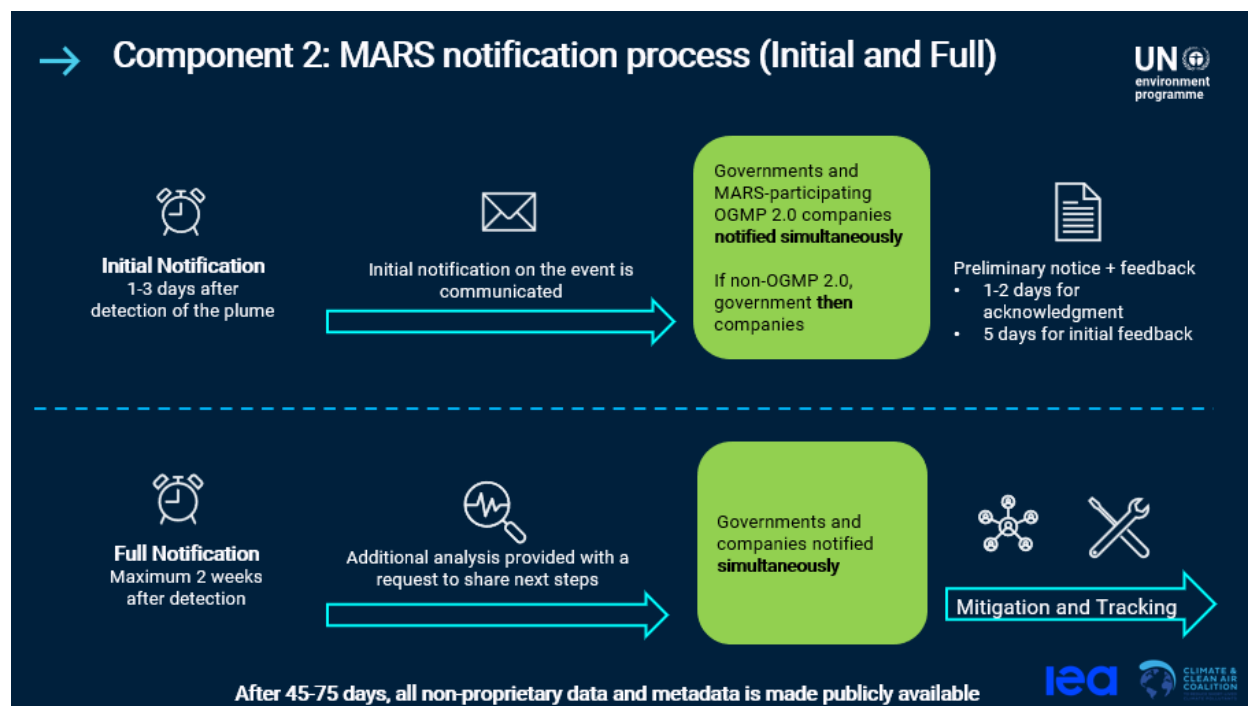 Component 2: MARS notification process (Initial and Full)
UN
environment
programme
Initial Notification
1-3 days after
detection of the plume
Initial notification on the event is
communicated
Governments and
MARS-participating
OGMP 2.0 companies
notified simultaneously
If non-OGMP 2.0,
government then
companies
Preliminary notice + feedback
• 1-2 days for
acknowledgment
• 5 days for initial feedback
Full Notification
Maximum 2 weeks
after detection
Additional analysis provided with a
request to share next steps
Governments and
companies notified
simultaneously
Mitigation and Tracking
After 45-75 days, all non-proprietary data and metadata is made publicly available
iea
CLIMATE &
CLEAN AIR
COALITION